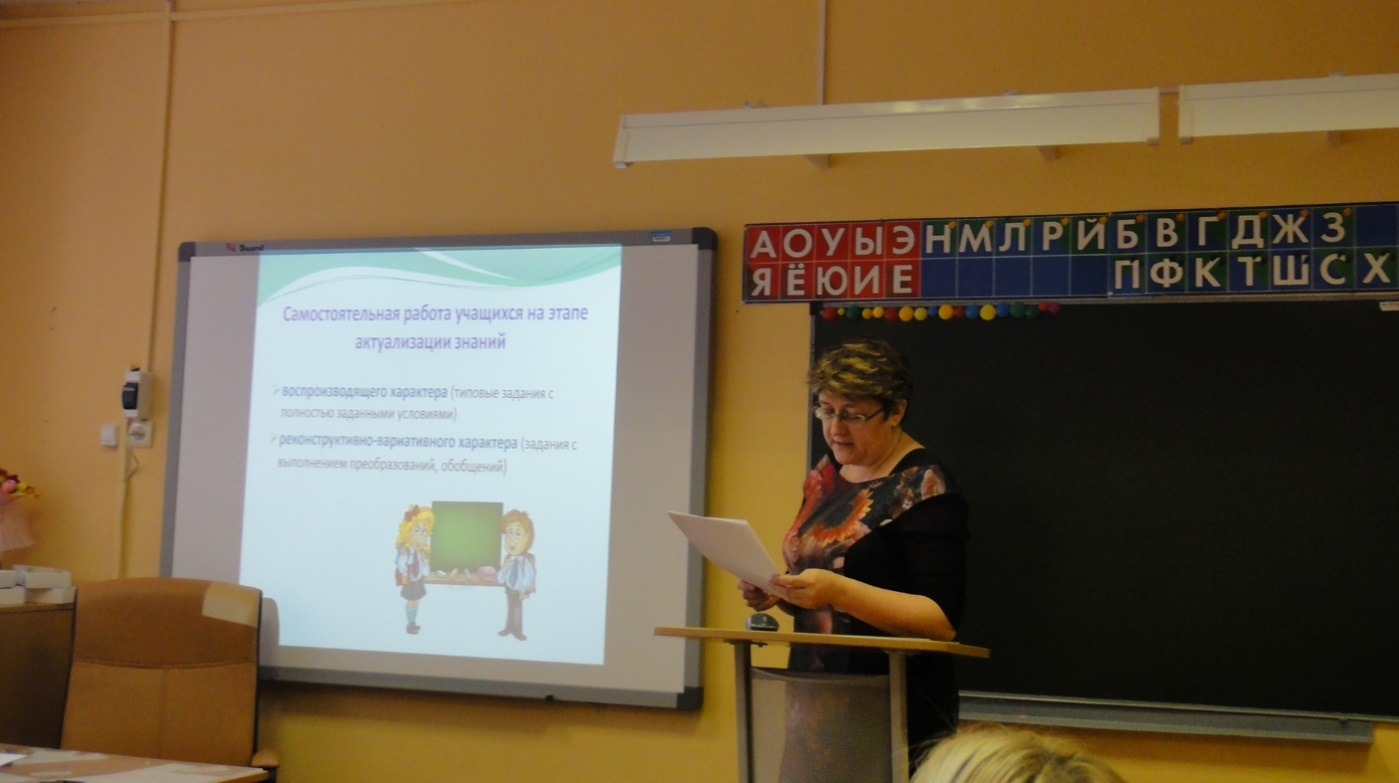 Board
Самостоятельная работа учащихся на этапе
актуализации знаний
воспроизводящего характера (типовые задания с
полностью заданными условиями)
реконструктивно-вариативного характера (задания с
выполнением преобразований, обобщений)
А О У Ы Э Н М Л Р Й Б В Г Д Ж З
Я Ё Ю И Е П Ф К Т Ш С Х